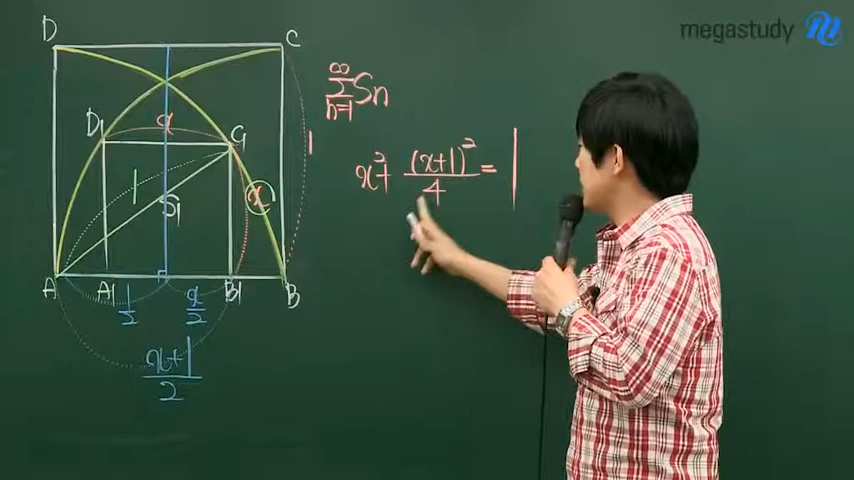 megastudy
D
C
∞
Σ Sn
n=1
D1
x
C1
1
x² + (x+1)²/4 = 1
1
x
S1
A
A1
B1
B
1/2
x/2
x+1
2